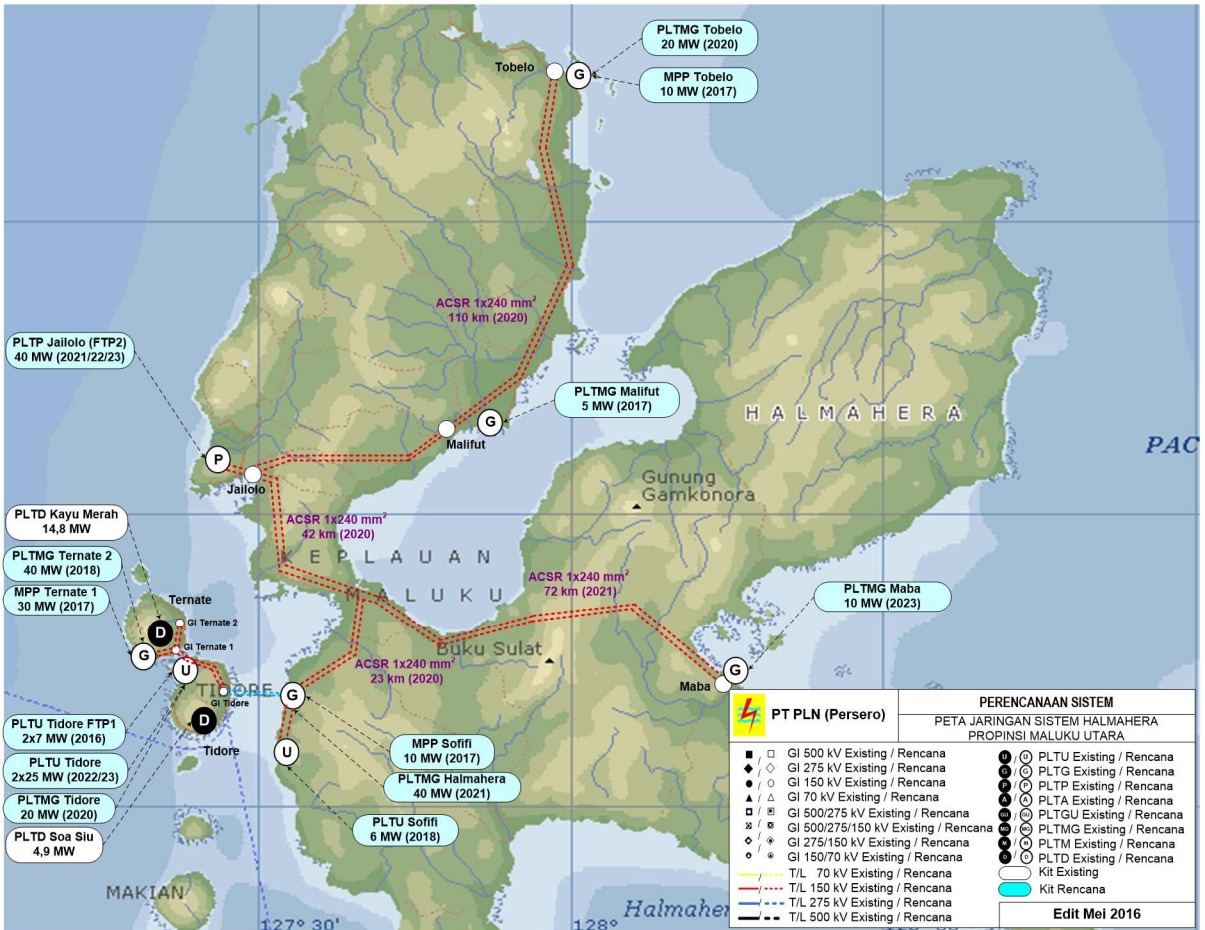 PLTMG Tobelo
20 MW (2020)
Tobelo
G
MPP Tobelo
10 MW (2017)
ACSR 1x240 mm²
110 km (2020)
PLTP Jailolo (FTP2)
40 MW (2021/22/23)
PLTMG Malifut
5 MW (2017)
HALMAHERA
G
Malifut
PAC
P
Jailolo
Gunung
Gamkonora
PLTD Kayu Merah
14,8 MW
ACSR 1x240 mm²
42 km (2020)
KEPLAUAN
MALUKU
PLTMG Ternate 2
40 MW (2018)
ACSR 1x240 mm²
72 km (2021)
MPP Ternate 1
30 MW (2017)
Ternate
PLTMG Maba
10 MW (2023)
GI Ternate 2
D
GI Ternate 1
G
Buku Sulat
ACSR 1x240 mm²
23 km (2020)
U
G
Maba
TIDORE
GI Tidore
G
D
Tidore
U
PLTU Tidore FTP1
2x7 MW (2016)
PLTU Tidore
2x25 MW (2022/23)
PLTMG Tidore
20 MW (2020)
PLTD Soa Siu
4,9 MW
MPP Sofifi
10 MW (2017)
PLTMG Halmahera
40 MW (2021)
PLTU Sofifi
6 MW (2018)
MAKIAN
127° 30'
128°
Halmaher
PT PLN (Persero)
PERENCANAAN SISTEM
PETA JARINGAN SISTEM HALMAHERA
PROPINSI MALUKU UTARA
GI 500 kV Existing / Rencana
GI 275 kV Existing / Rencana
GI 150 kV Existing / Rencana
GI 70 kV Existing / Rencana
GI 500/275 kV Existing / Rencana
GI 500/275/150 kV Existing / Rencana
GI 275/150 kV Existing / Rencana
GI 150/70 kV Existing / Rencana
T/L 70 kV Existing / Rencana
T/L 150 kV Existing / Rencana
T/L 275 kV Existing / Rencana
T/L 500 kV Existing / Rencana
U / U PLTU Existing / Rencana
G / G PLTG Existing / Rencana
P / P PLTP Existing / Rencana
A / A PLTA Existing / Rencana
GU / GU PLTGU Existing / Rencana
MG / MG PLTMG Existing / Rencana
M / M PLTM Existing / Rencana
D / D PLTD Existing / Rencana
Kit Existing
Kit Rencana
Edit Mei 2016